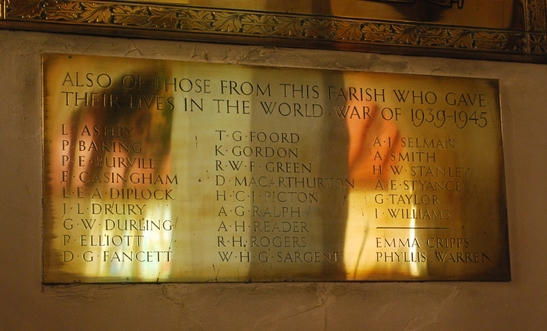 ALSO OF THOSE FROM THIS PARISH WHO GAVE
THEIR LIVES IN THE WORLD WAR OF 1939-1945
L. ASHBY
P. BARING
P. E. BURVILL
E. CASINGHAM
L. E. A. DIPLOCK
J. L. DRURY
G. W. DURLING
P. ELLIOTT
D. G. FANCETT
T. G. FOORD
K. GORDON
R. W. F. GREEN
D. MACARTHURTON
H. C. J. PICTON
A. G. RALPH
A. H. READER
R. H. ROGERS
W. H. G. SARGENT
A. J. SELMAN
A. SMITH
H. W. STANLEY
A. E. STYANCE
G. TAYLOR
I. WILLIAMS
EMMA CRIPPS
PHYLLIS WARREN